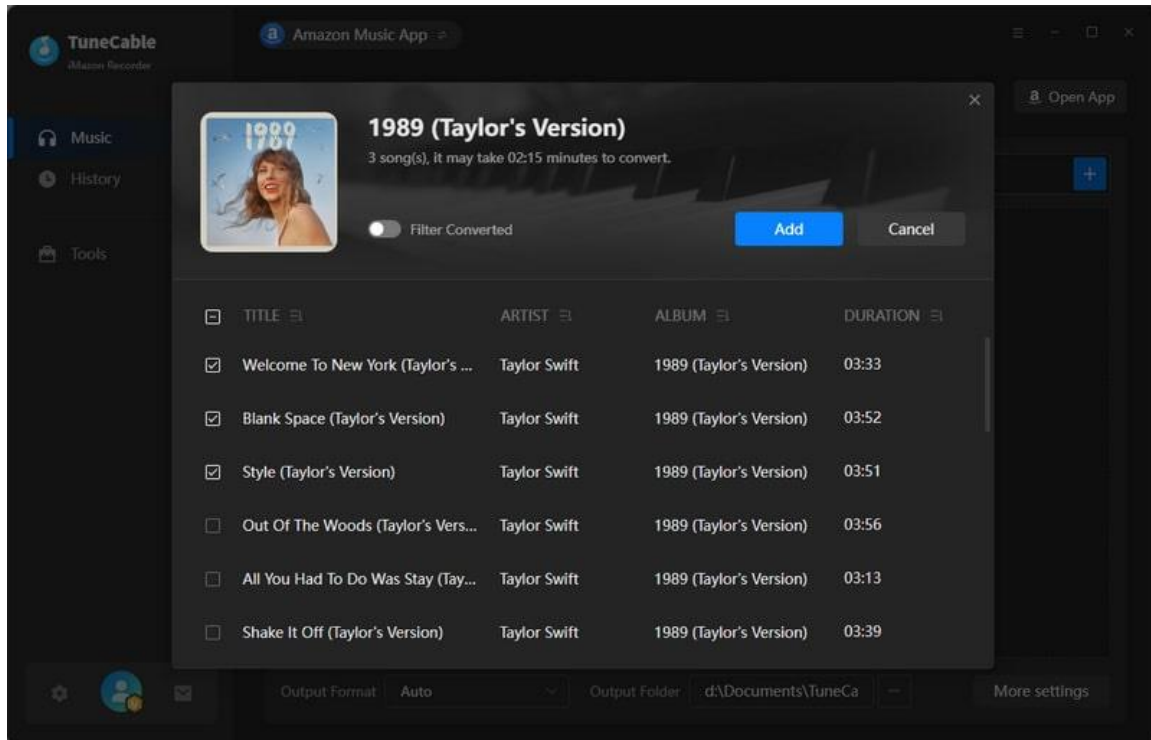 TuneCable
iMazon Recorder
a Amazon Music App
a Open App
Music
History
Tools
1989
1989 (Taylor's Version)
3 song(s), it may take 02:15 minutes to convert.
Filter Converted
Add Cancel
TITLE ARTIST ALBUM DURATION
Welcome To New York (Taylor's ... Taylor Swift 1989 (Taylor's Version) 03:33
Blank Space (Taylor's Version) Taylor Swift 1989 (Taylor's Version) 03:52
Style (Taylor's Version) Taylor Swift 1989 (Taylor's Version) 03:51
Out Of The Woods (Taylor's Vers... Taylor Swift 1989 (Taylor's Version) 03:56
All You Had To Do Was Stay (Tay... Taylor Swift 1989 (Taylor's Version) 03:13
Shake It Off (Taylor's Version) Taylor Swift 1989 (Taylor's Version) 03:39
Output Format Auto Output Folder d:\Documents\TuneCa ... More settings